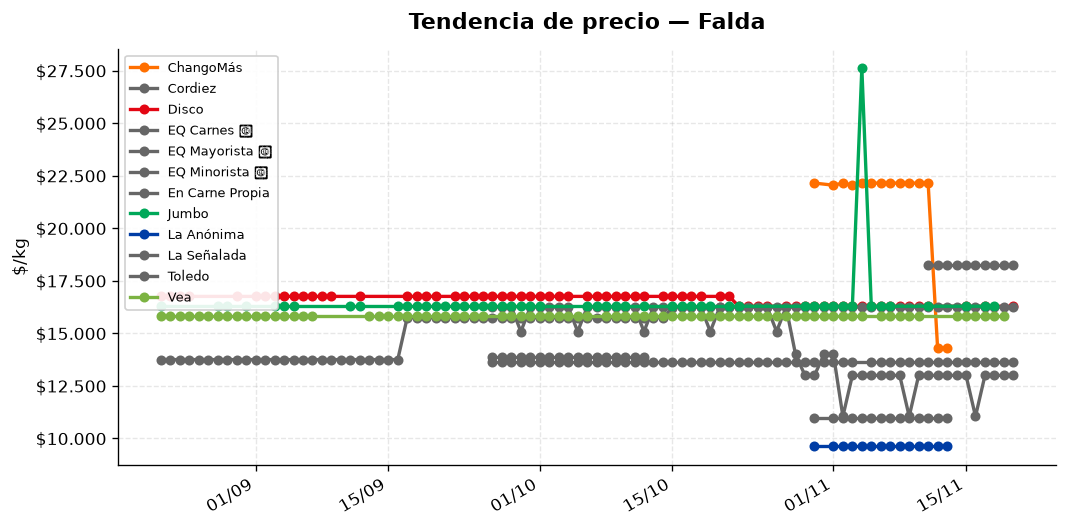 Tendencia de precio — Falda
$/kg
$27.500
$25.000
$22.500
$20.000
$17.500
$15.000
$12.500
$10.000
ChangoMás
Cordiez
Disco
EQ Carnes
EQ Mayorista
EQ Minorista
En Carne Propia
Jumbo
La Anónima
La Señalada
Toledo
Vea
01/09
15/09
01/10
15/10
01/11
15/11